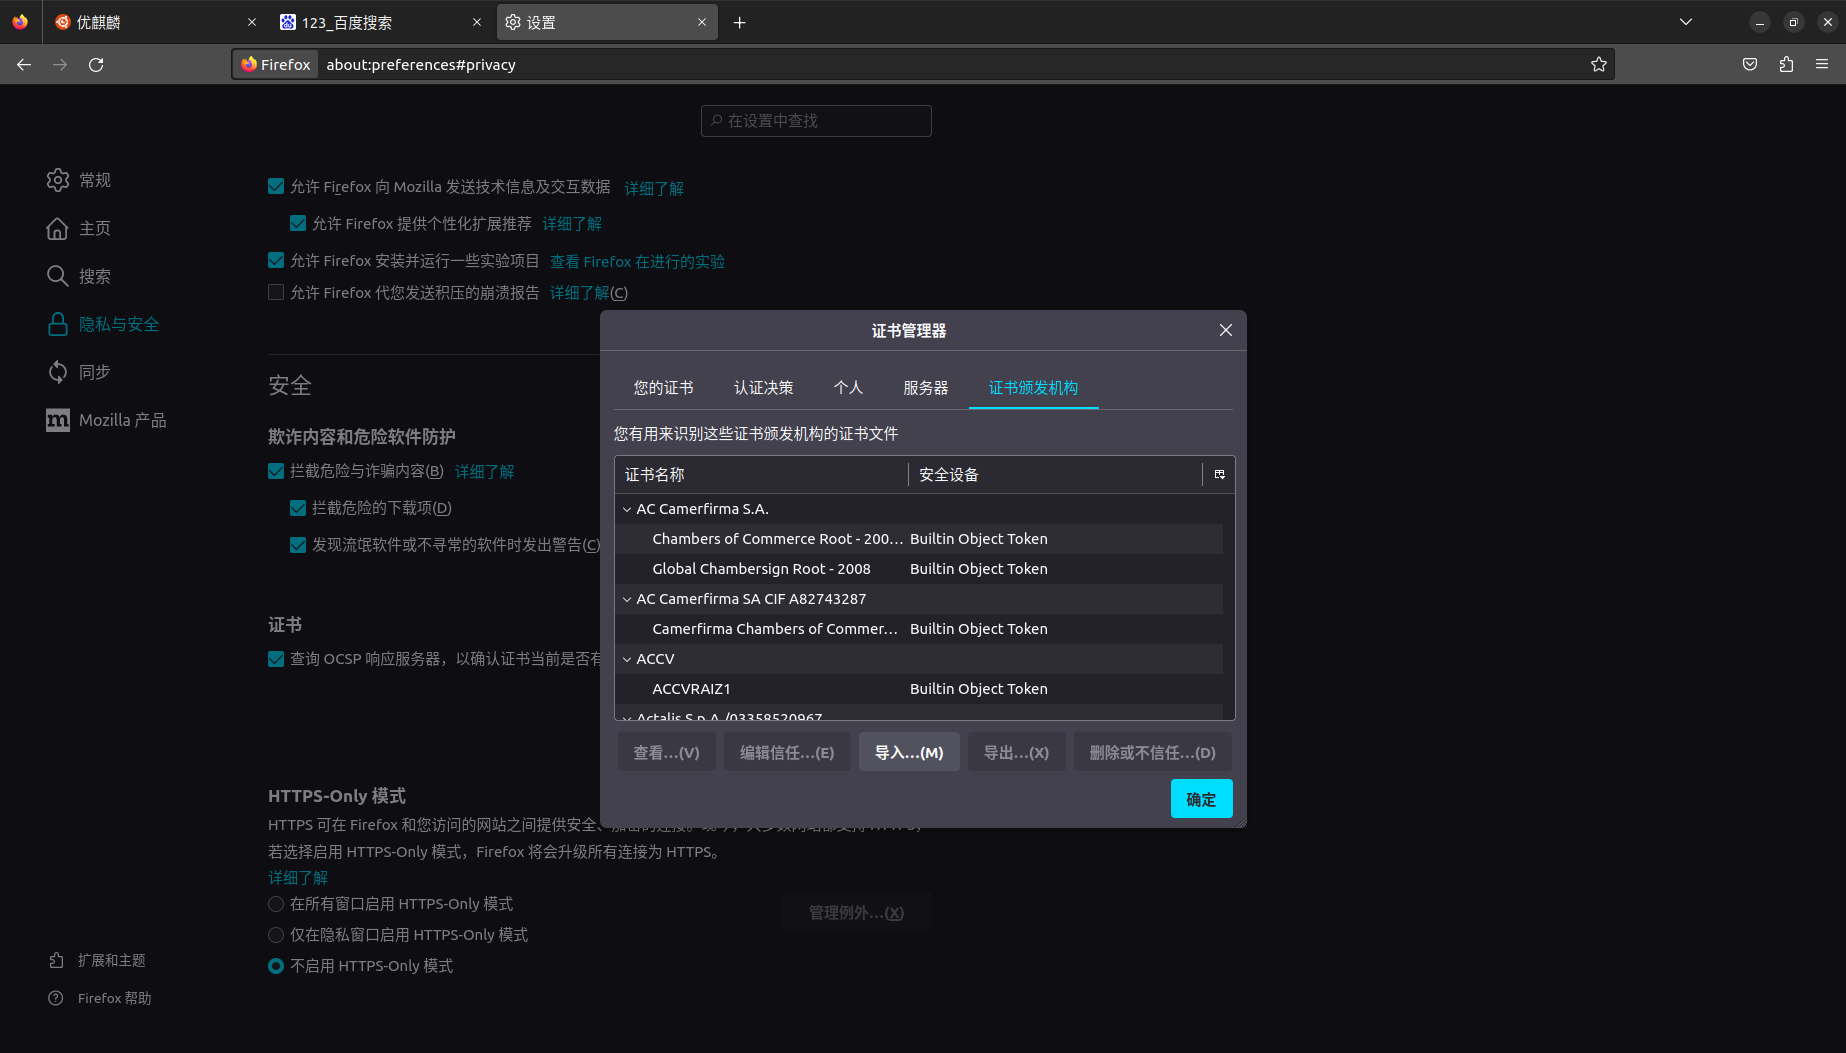 优麒麟
123_百度搜索
设置
Firefox
about:preferences#privacy
在设置中查找
常规
主页
搜索
隐私与安全
同步
Mozilla 产品
扩展和主题
Firefox 帮助
允许 Firefox 向 Mozilla 发送技术信息及交互数据 详细了解
允许 Firefox 提供个性化扩展推荐 详细了解
允许 Firefox 安装并运行一些实验项目 查看 Firefox 在进行的实验
允许 Firefox 代您发送积压的崩溃报告 详细了解(C)
安全
欺诈内容和危险软件防护
拦截危险与诈骗内容(B) 详细了解
拦截危险的下载项(D)
发现流氓软件或不寻常的软件时发出警告(C)
证书
查询 OCSP 响应服务器，以确认证书当前是否有
HTTPS-Only 模式
HTTPS 可在 Firefox 和您访问的网站之间提供安全、
若选择启用 HTTPS-Only 模式，Firefox 将会升级所有连接为 HTTPS。
详细了解
在所有窗口启用 HTTPS-Only 模式
管理例外...(X)
仅在隐私窗口启用 HTTPS-Only 模式
不启用 HTTPS-Only 模式
证书管理器
您的证书 认证决策 个人 服务器 证书颁发机构
您有用来识别这些证书颁发机构的证书文件
证书名称 安全设备
AC Camerfirma S.A.
Chambers of Commerce Root - 200... Builtin Object Token
Global Chambersign Root - 2008 Builtin Object Token
AC Camerfirma SA CIF A82743287
Camerfirma Chambers of Commer... Builtin Object Token
ACCV
ACCVRAIZ1 Builtin Object Token
Actalis S.p.A./03358520967
查看...(V) 编辑信任...(E) 导入...(M) 导出...(X) 删除或不信任...(D)
确定